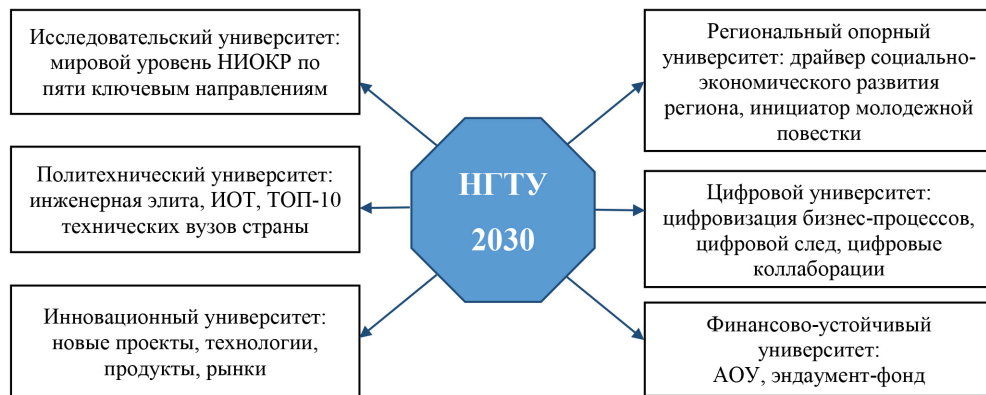 Исследовательский университет:
мировой уровень НИОКР по
пяти ключевым направлениям
Политехнический университет:
инженерная элита, ИОТ, ТОП-10
технических вузов страны
Инновационный университет:
новые проекты, технологии,
продукты, рынки
НГТУ
2030
Региональный опорный
университет: драйвер социально-
экономического развития
региона, инициатор молодежной
повестки
Цифровой университет:
цифровизация бизнес-процессов,
цифровой след, цифровые
коллаборации
Финансово-устойчивый
университет:
АОУ, эндаумент-фонд